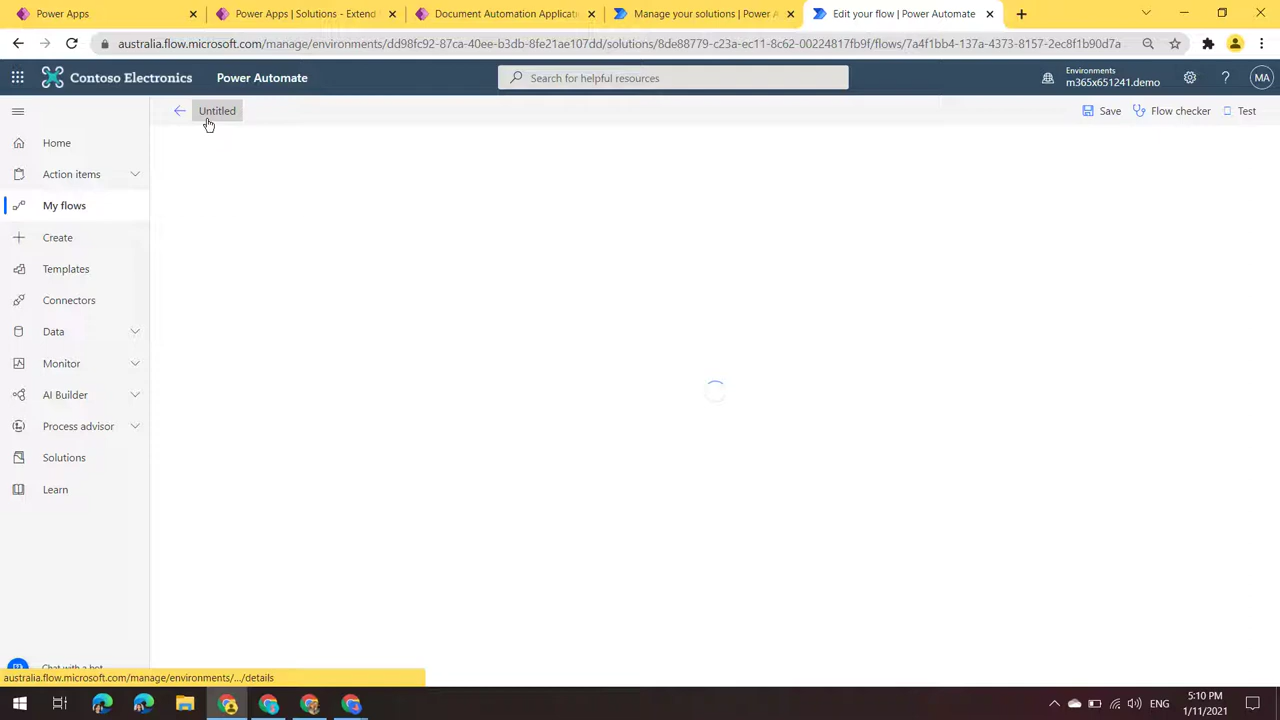 Power Apps
Power Apps | Solutions - Extend
Document Automation Applicati
Manage your solutions | Power A
Edit your flow | Power Automate
australia.flow.microsoft.com/manage/environments/dd98fc92-87ca-40ee-b3db-8fc21ae107dd/solutions/8de88779-c23a-ec11-8c62-00224817fb9f/flows/7a4f1bb4-137a-4373-8157-2ec8f1b90d7a
Contoso Electronics
Power Automate
Search for helpful resources
Environments
m365x651241.demo
MA
Untitled
Save
Flow checker
Test
Home
Action items
My flows
Create
Templates
Connectors
Data
Monitor
AI Builder
Process advisor
Solutions
Learn
Chat with a bot
australia.flow.microsoft.com/manage/environments/.../details
ENG
5:10 PM
1/11/2021